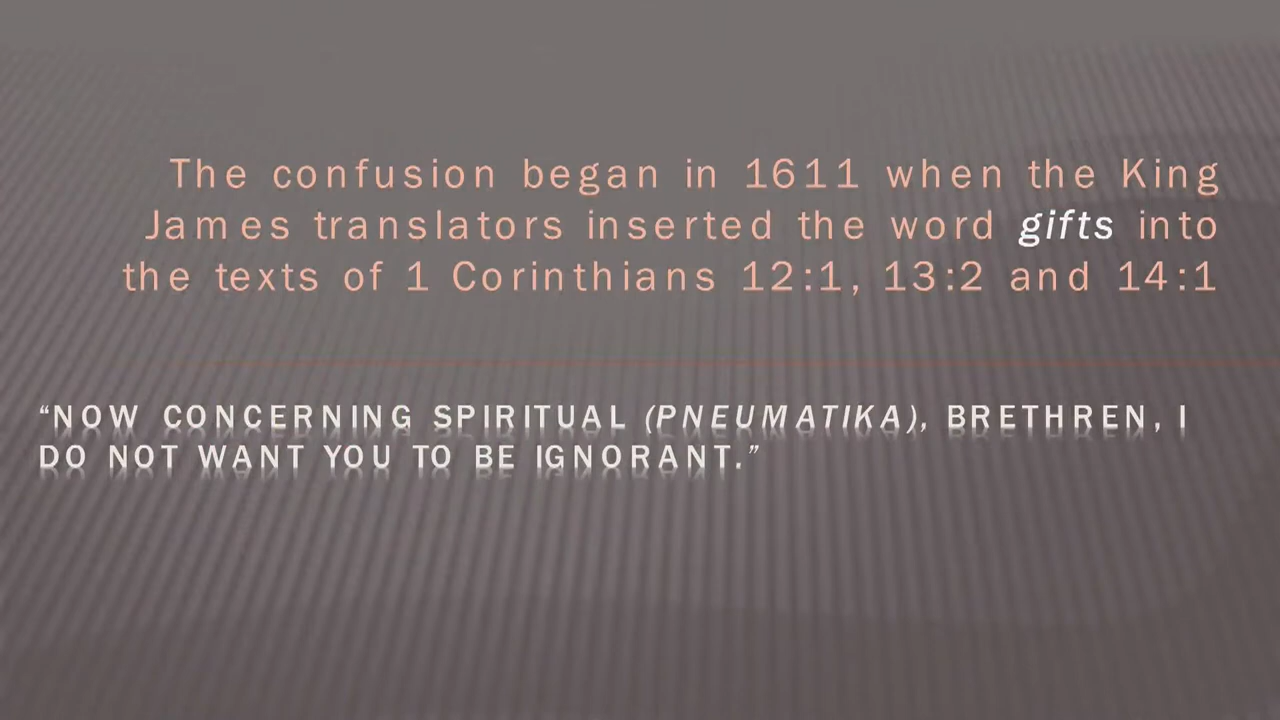 The confusion began in 1611 when the King
James translators inserted the word gifts into
the texts of 1 Corinthians 12:1, 13:2 and 14:1
“NOW CONCERNING SPIRITUAL (PNEUMATIKA), BRETHREN, I
DO NOT WANT YOU TO BE IGNORANT.”